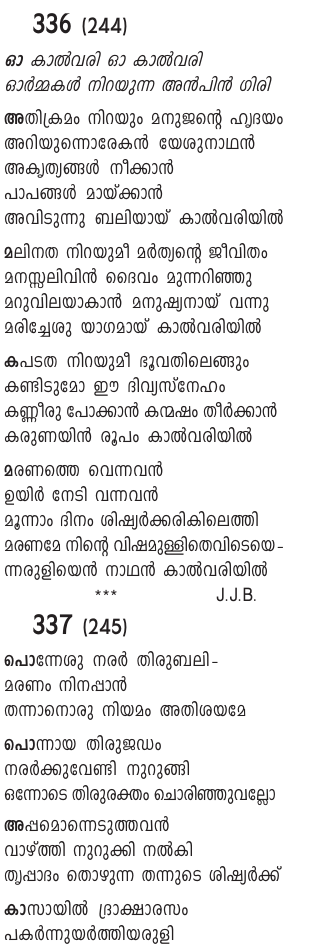 336 (244)
ഓ കാൽവരി ഓ കാൽവരി
ഓർമ്മകൾ നിറയുന്ന അൻപിൻ ഗിരി
അതിക്രമം നിറയും മനുജന്റെ ഹൃദയം
അറിയുന്നൊരേകൻ യേശുനാഥൻ
അകൃത്യങ്ങൾ നീക്കാൻ
പാപങ്ങൾ മായ്ക്കാൻ
അവിടുന്നു ബലിയായ് കാൽവരിയിൽ
മലിനത നിറയുമീ മർത്യന്റെ ജീവിതം
മനസ്സലിവിൻ ദൈവം മുന്നറിഞ്ഞു
മറുവിലയാകാൻ മനുഷ്യനായ് വന്നു
മരിച്ചേശു യാഗമായ് കാൽവരിയിൽ
കപടത നിറയുമീ ഭൂവതിലെങ്ങും
കണ്ടിടുമോ ഈ ദിവ്യസ്നേഹം
കണ്ണീരു പോക്കാൻ കന്മഷം തീർക്കാൻ
കരുണയിൻ രൂപം കാൽവരിയിൽ
മരണത്തെ വെന്നവൻ
ഉയിർ നേടി വന്നവൻ
മൂന്നാം ദിനം ശിഷ്യർക്കരികിലെത്തി
മരണമേ നിന്റെ വിഷമുള്ളിതെവിടെയെ-
ന്നരുളിയെൻ നാഥൻ കാൽവരിയിൽ
*** J.J.B.
337 (245)
പൊന്നേശു നരർ തിരുബലി-
മരണം നിനപ്പാൻ
തന്നാനൊരു നിയമം അതിശയമേ
പൊന്നായ തിരുജഡം
നരർക്കുവേണ്ടി നുറുങ്ങി
ഒന്നോടെ തിരുരക്തം ചൊരിഞ്ഞുവല്ലോ
അപ്പമൊന്നെടുത്തവൻ
വാഴ്ത്തി നുറുക്കി നൽകി
തൃപ്പാദം തൊഴുന്ന തന്നുടെ ശിഷ്യർക്ക്
കാസായിൽ ദ്രാക്ഷാരസം
പകർന്നുയർത്തിയരുളി